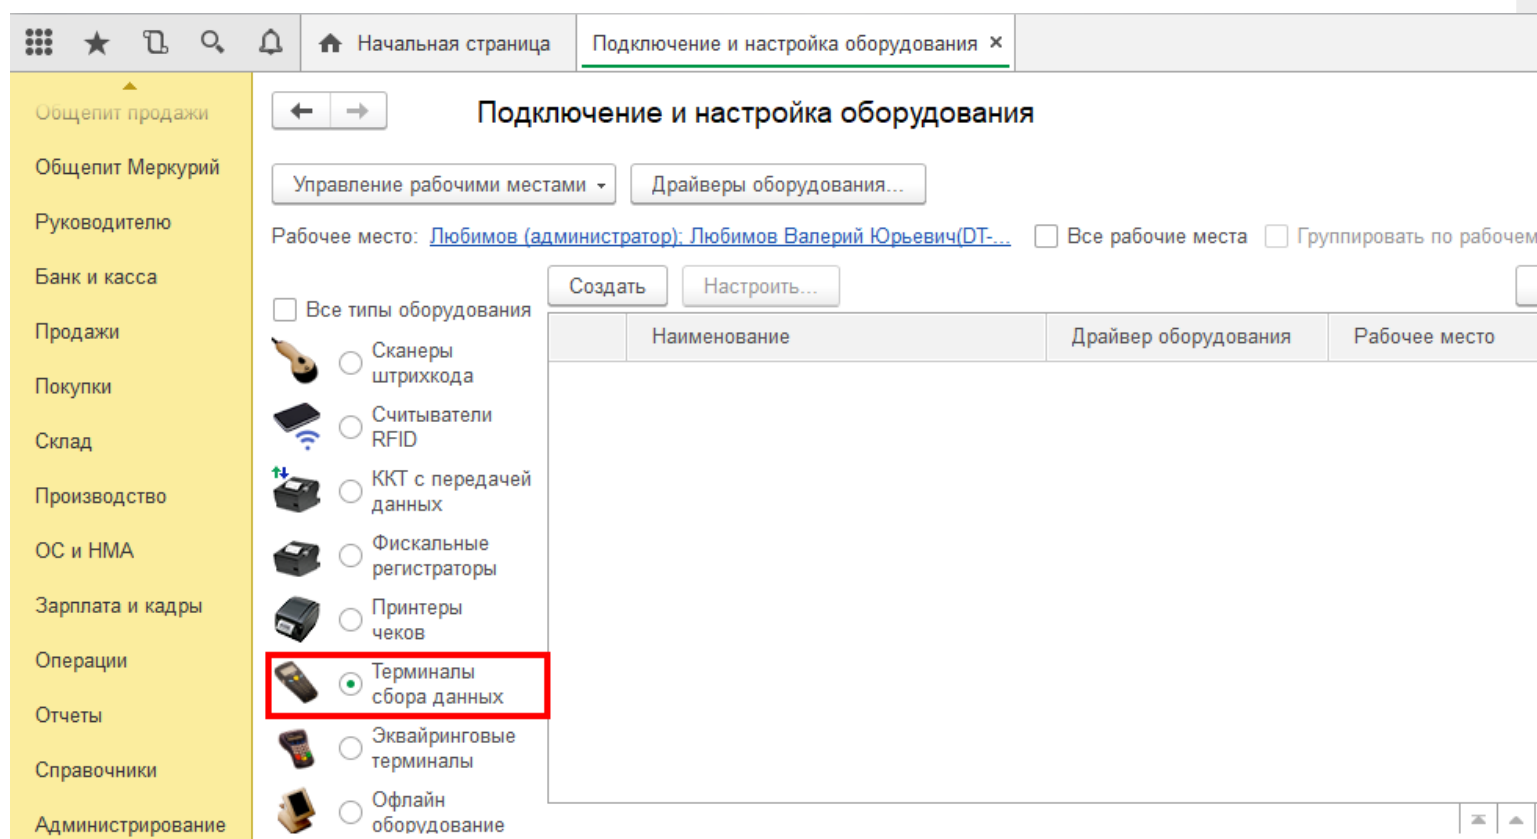 Начальная страница
Подключение и настройка оборудования ×
Общепит продажи
Общепит Меркурий
Руководителю
Банк и касса
Продажи
Покупки
Склад
Производство
ОС и НМА
Зарплата и кадры
Операции
Отчеты
Справочники
Администрирование
Подключение и настройка оборудования
Управление рабочими местами
Драйверы оборудования...
Рабочее место: Любимов (администратор); Любимов Валерий Юрьевич(DT-...
Все рабочие места
Группировать по рабочем
Все типы оборудования
Сканеры
штрихкода
Считыватели
RFID
ККТ с передачей
данных
Фискальные
регистраторы
Принтеры
чеков
Терминалы
сбора данных
Эквайринговые
терминалы
Офлайн
оборудование
Создать
Настроить...
Наименование
Драйвер оборудования
Рабочее место